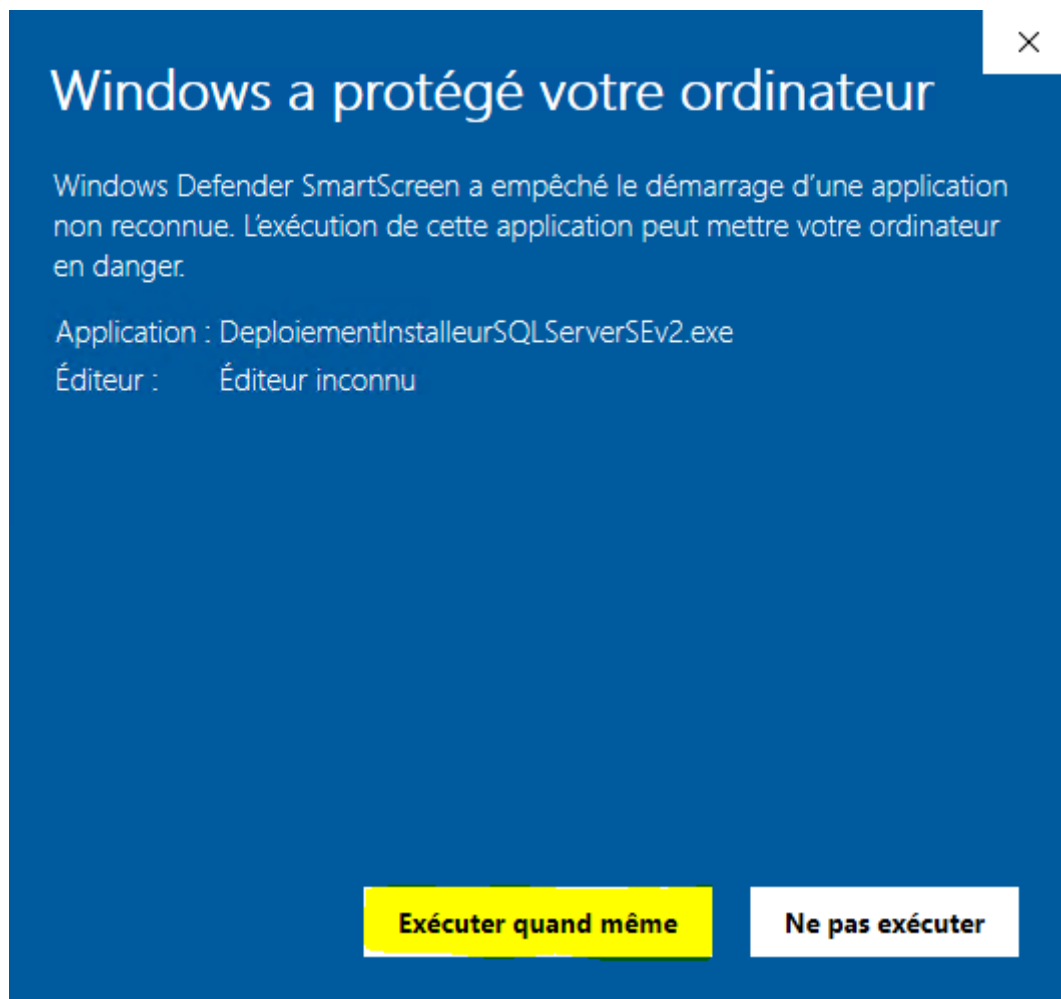 Windows a protégé votre ordinateur
Windows Defender SmartScreen a empêché le démarrage d’une application
non reconnue. L’exécution de cette application peut mettre votre ordinateur
en danger.
Application : DeploiementInstalleurSQLServerSEv2.exe
Éditeur : Éditeur inconnu
Exécuter quand même Ne pas exécuter